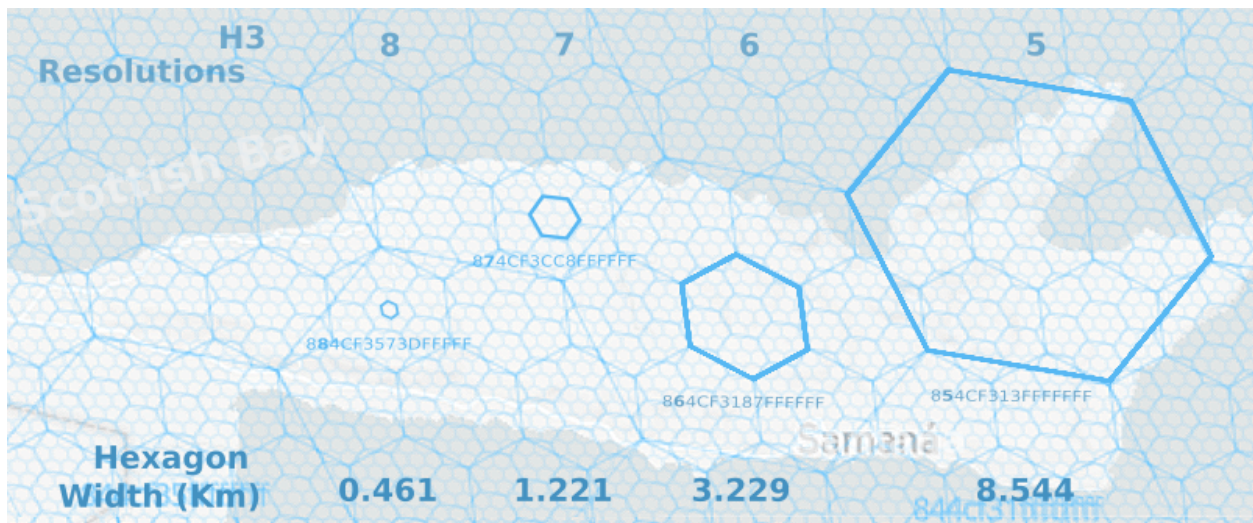 H3 8 7 6 5
Resolutions
Scottish Bay
874CF3CC8FFFFFF
884CF3573DFFFFF
864CF3187FFFFFF
854CF313FFFFFFF
Samaná
Hexagon
Width (Km) 0.461 1.221 3.229 8.544